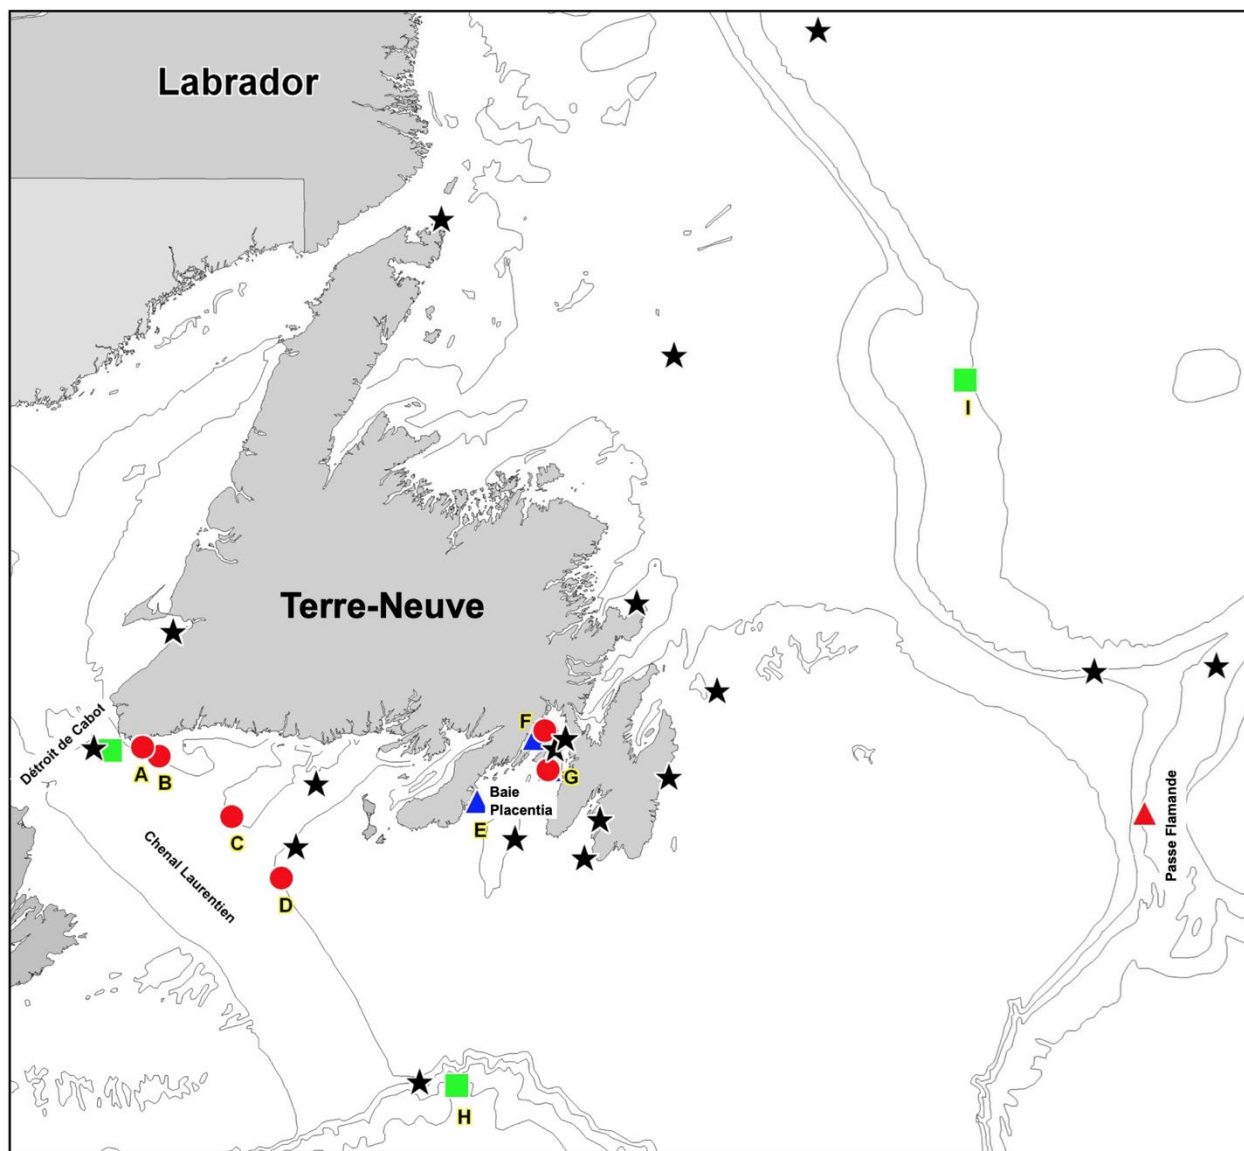 Labrador
I
Terre-Neuve
Détroit de Cabot
F
A
B
G
Baie
Placentia
E
C
Passe Flamande
Chenal Laurentien
D
H